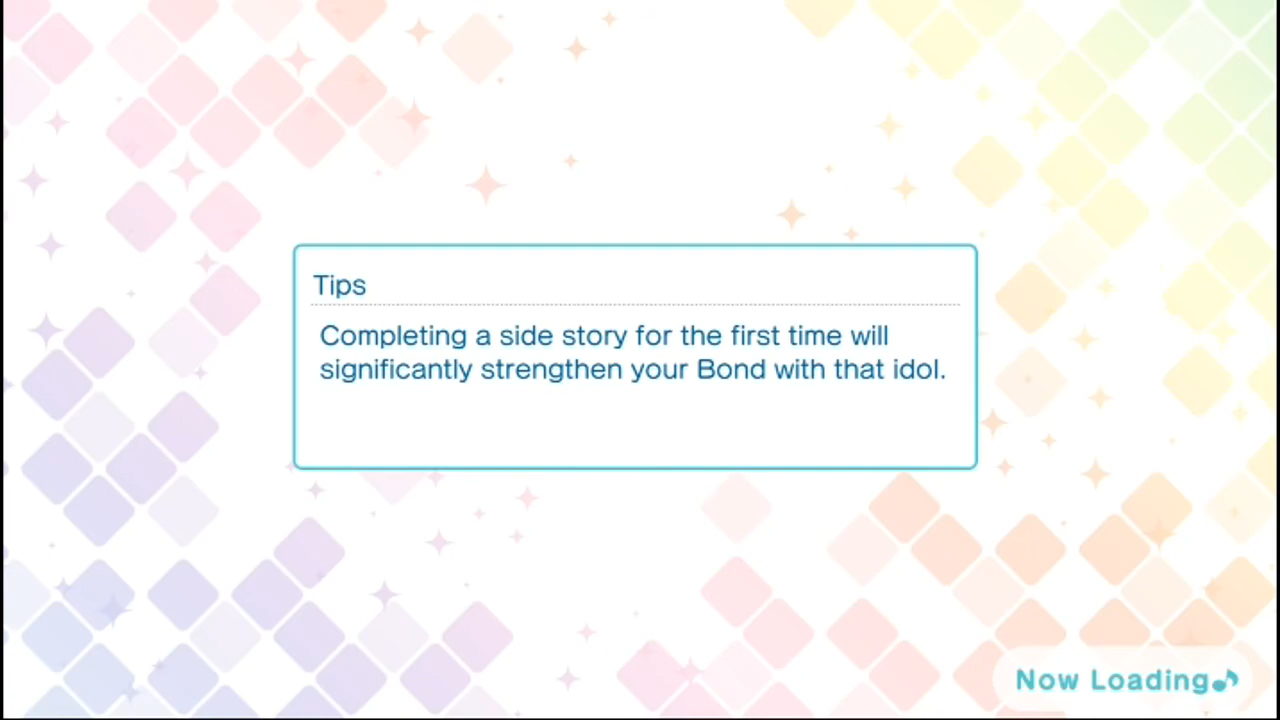 Tips
Completing a side story for the first time will
significantly strengthen your Bond with that idol.
Now Loading♪